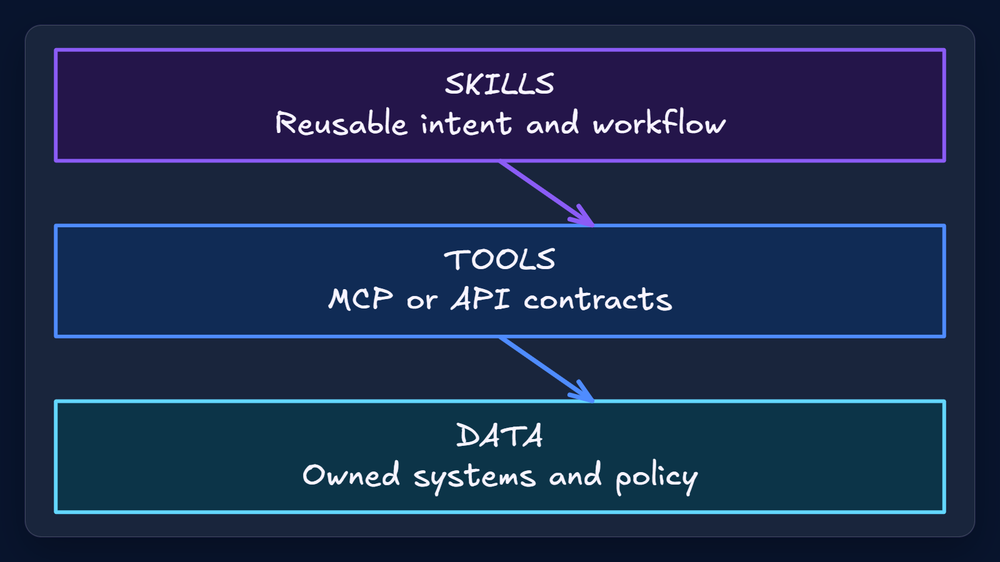 SKILLS
Reusable intent and workflow
TOOLS
MCP or API contracts
DATA
Owned systems and policy